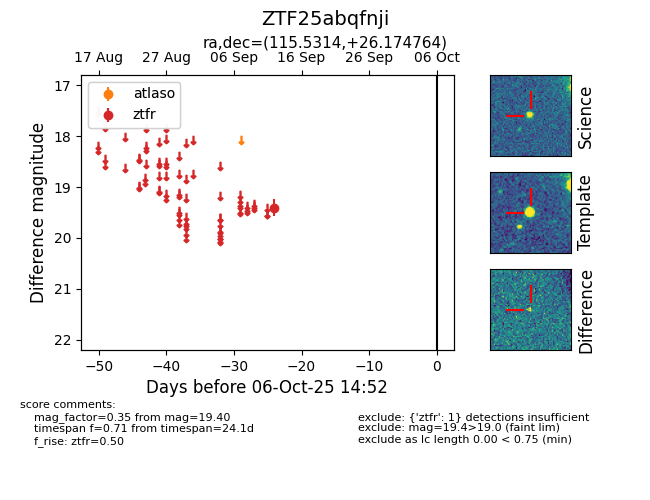 ZTF25abqfnji
ra,dec=(115.5314,+26.174764)
17 Aug 27 Aug 06 Sep 16 Sep 26 Sep 06 Oct
atlaso
ztfr
17
18
19
20
21
22
Difference magnitude
−50 −40 −30 −20 −10 0
Days before 06-Oct-25 14:52
Science
Template
Difference
score comments:
mag_factor=0.35 from mag=19.40
timespan f=0.71 from timespan=24.1d
f_rise: ztfr=0.50
exclude: {'ztfr': 1} detections insufficient
exclude: mag=19.4>19.0 (faint lim)
exclude as lc length 0.00 < 0.75 (min)